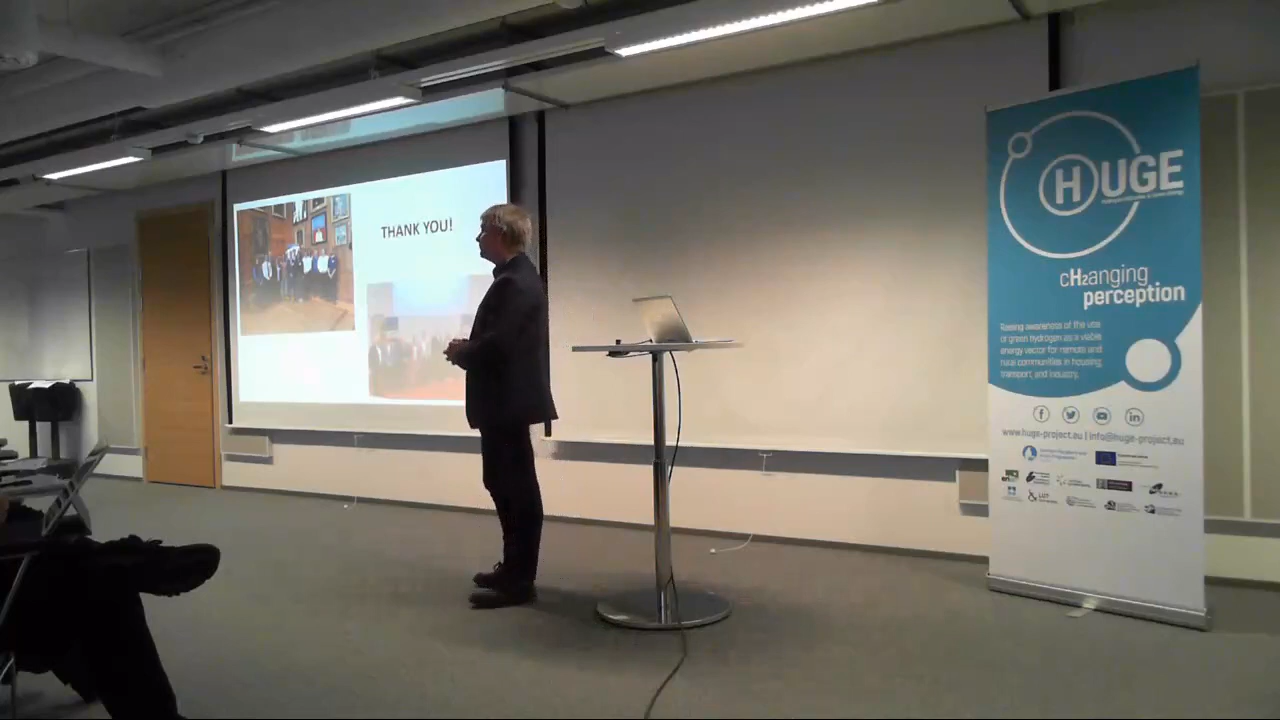 THANK YOU!
HUGE
cH2anging
perception
Raising awareness of the use
of green hydrogen as a viable
energy vector for remote and
rural communities in housing,
transport, and industry.
www.huge-project.eu | info@huge-project.eu
LUT